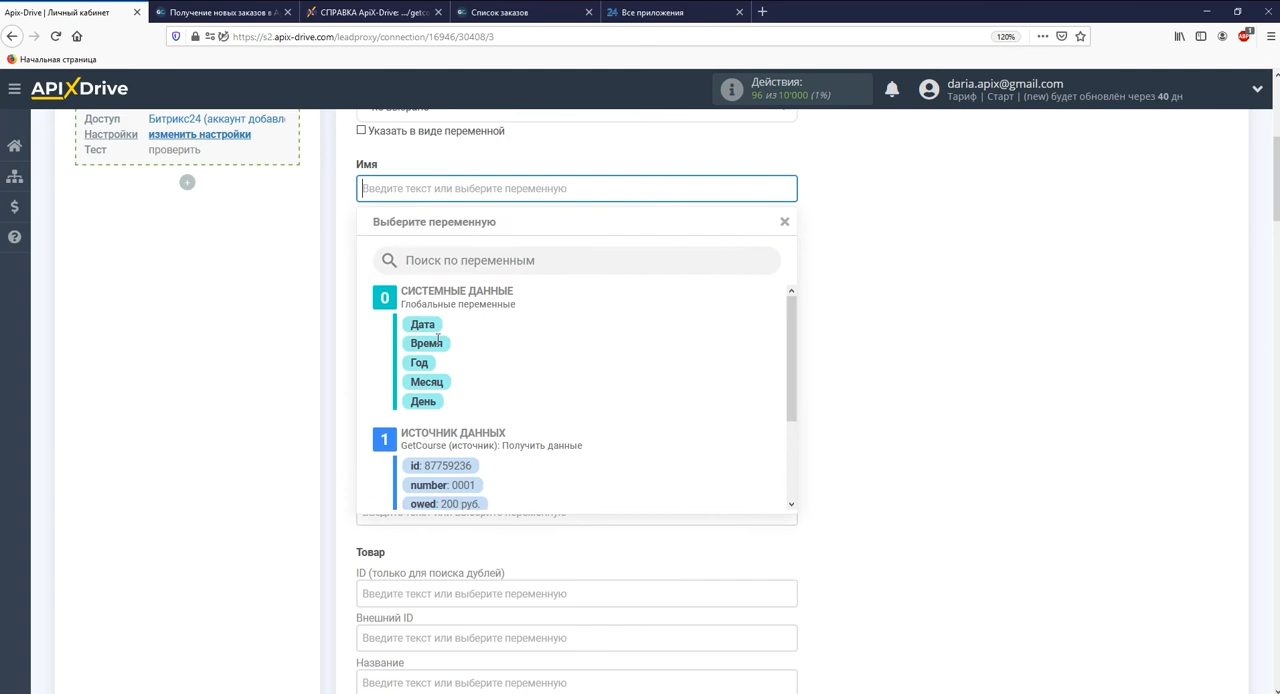 Apix-Drive | Личный кабинет
Получение новых заказов в A
СПРАВКА ApiX-Drive: .../getco
Список заказов
Все приложения
https://s2.apix-drive.com/leadproxy/connection/16946/30408/3
120%
Начальная страница
APIXDrive
Действия:
96 из 10'000 (1%)
daria.apix@gmail.com
Тариф | Старт | (new) будет обновлён через 40 дн
Доступ Битрикс24 (аккаунт добавл
Настройки изменить настройки
Тест проверить
Указать в виде переменной
Имя
Введите текст или выберите переменную
Выберите переменную
Поиск по переменным
0 СИСТЕМНЫЕ ДАННЫЕ
Глобальные переменные
Дата
Время
Год
Месяц
День
1 ИСТОЧНИК ДАННЫХ
GetCourse (источник): Получить данные
id: 87759236
number: 0001
owed: 200 руб.
Товар
ID (только для поиска дублей)
Введите текст или выберите переменную
Внешний ID
Введите текст или выберите переменную
Название
Введите текст или выберите переменную